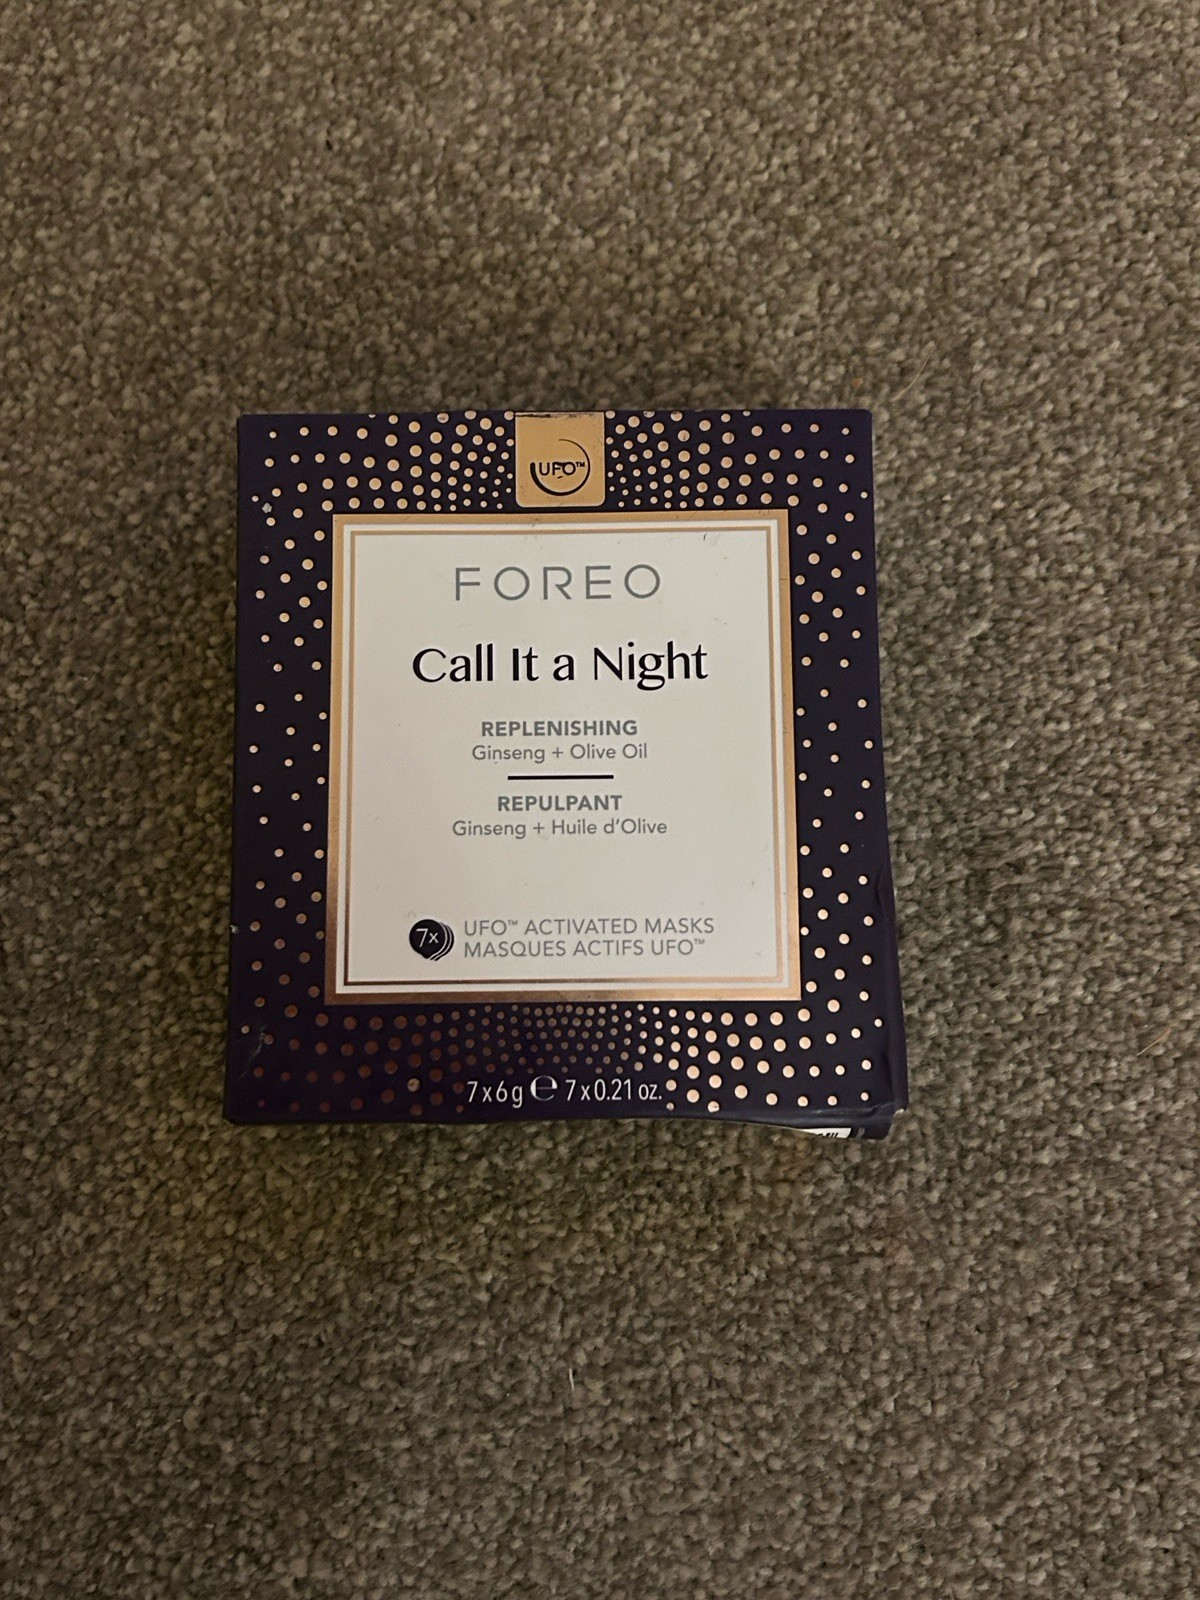 UFO™
FOREO
Call It a Night
REPLENISHING
Ginseng + Olive Oil
REPULPANT
Ginseng + Huile d'Olive
7x
UFO™ ACTIVATED MASKS
MASQUES ACTIFS UFO™
7x6g ℮ 7x0.21 oz.